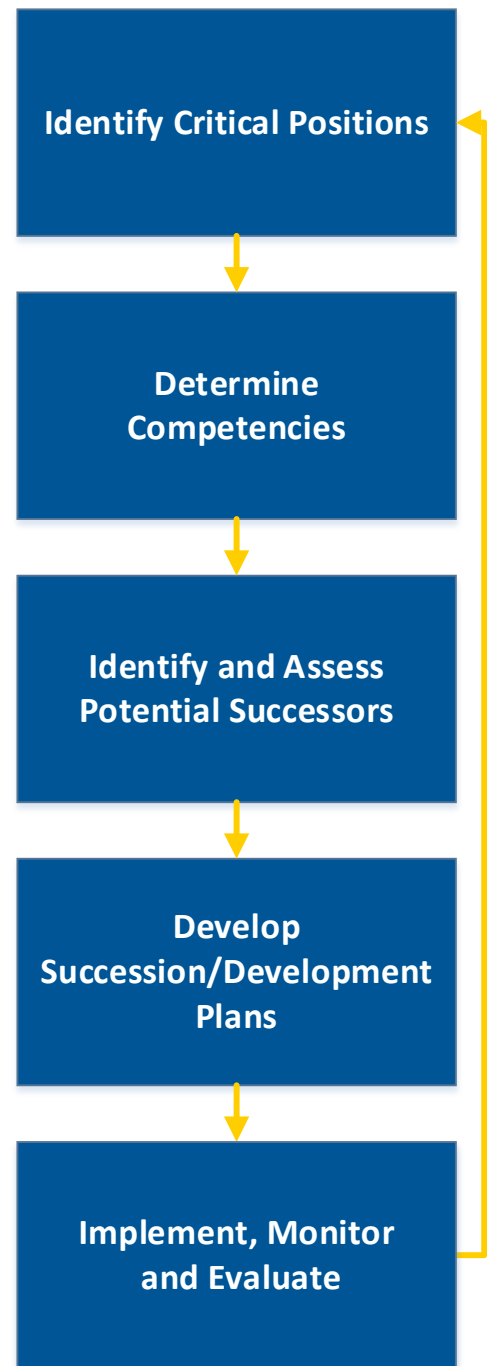 Identify Critical Positions
Determine
Competencies
Identify and Assess
Potential Successors
Develop
Succession/Development
Plans
Implement, Monitor
and Evaluate